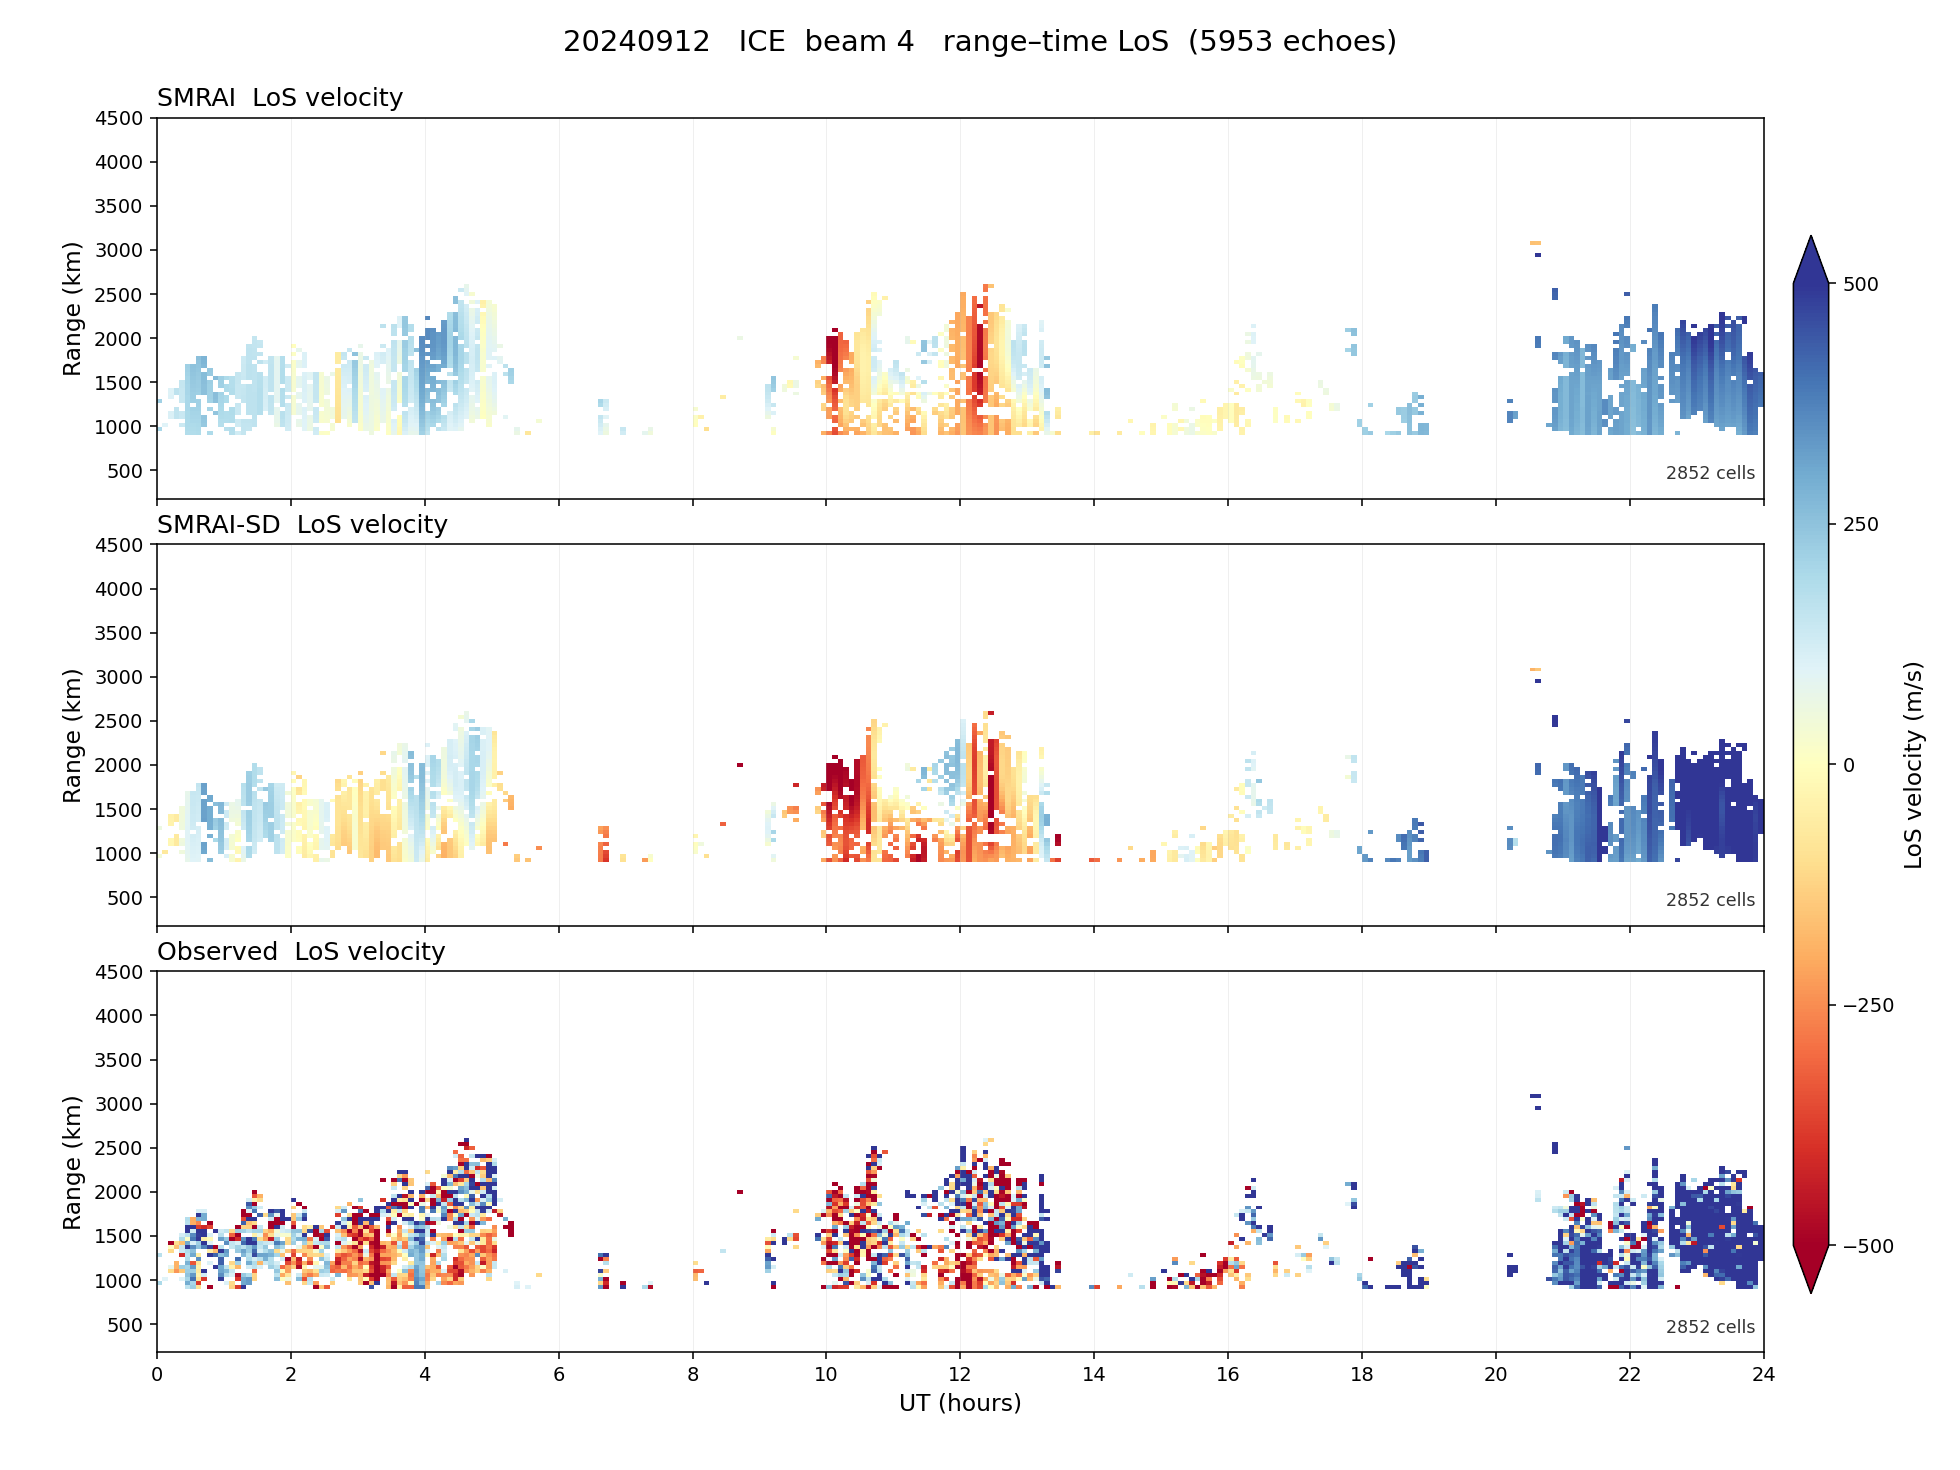 20240912   ICE  beam 4   range–time LoS  (5953 echoes)
SMRAI  LoS velocity
4500
4000
3500
3000
2500
2000
1500
1000
500
Range (km)
2852 cells
SMRAI-SD  LoS velocity
4500
4000
3500
3000
2500
2000
1500
1000
500
Range (km)
2852 cells
Observed  LoS velocity
4500
4000
3500
3000
2500
2000
1500
1000
500
Range (km)
2852 cells
0 2 4 6 8 10 12 14 16 18 20 22 24
UT (hours)
500
250
0
−250
−500
LoS velocity (m/s)